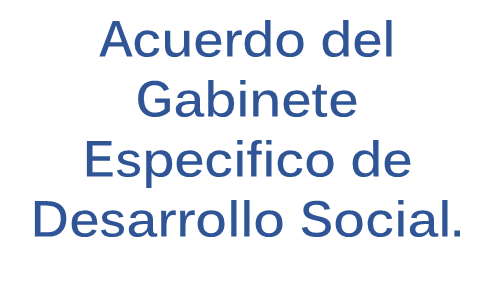 Acuerdo del
Gabinete
Especifico de
Desarrollo Social.